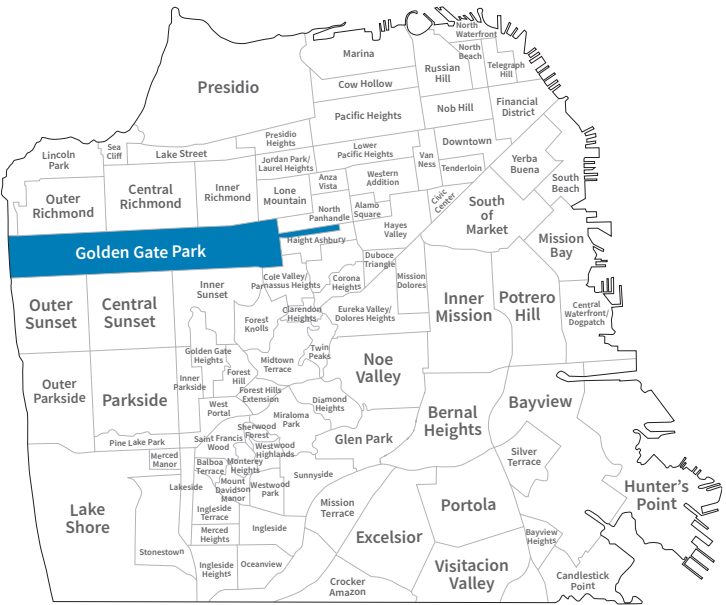 North
Waterfront
Marina
North
Beach
Russian
Hill
Telegraph
Hill
Presidio
Cow Hollow
Nob Hill
Financial
District
Pacific Heights
Presidio
Heights
Downtown
Sea
Cliff
Lake Street
Lincoln
Park
Jordan Park/
Laurel Heights
Lower
Pacific Heights
Van
Ness
Tenderloin
Yerba
Buena
Anza
Vista
Western
Addition
South
Beach
Outer
Richmond
Central
Richmond
Inner
Richmond
Lone
Mountain
Civic
Center
North
Panhandle
Alamo
Square
South
of
Market
Hayes
Valley
Haight Ashbury
Mission
Bay
Golden Gate Park
Duboce
Triangle
Cole Valley/
Parnassus Heights
Corona
Heights
Mission
Dolores
Inner
Sunset
Outer
Sunset
Central
Sunset
Inner
Mission
Potrero
Hill
Central
Waterfront/
Dogpatch
Clarendon
Heights
Eureka Valley/
Dolores Heights
Forest
Knolls
Golden Gate
Heights
Midtown
Terrace
Twin
Peaks
Noe
Valley
Outer
Parkside
Parkside
Inner
Parkside
Forest
Hill
Forest Hills
Extension
West
Portal
Diamond
Heights
Miraloma
Park
Bernal
Heights
Bayview
Pine Lake Park
Saint Francis
Wood
Sherwood
Forest
Westwood
Highlands
Glen Park
Merced
Manor
Balboa
Terrace
Monterey
Heights
Silver
Terrace
Lakeside
Mount
Davidson
Manor
Westwood
Park
Sunnyside
Hunter's
Point
Lake
Shore
Ingleside
Terrace
Mission
Terrace
Portola
Merced
Heights
Ingleside
Excelsior
Bayview
Heights
Stonestown
Ingleside
Heights
Oceanview
Visitacion
Valley
Crocker
Amazon
Candlestick
Point